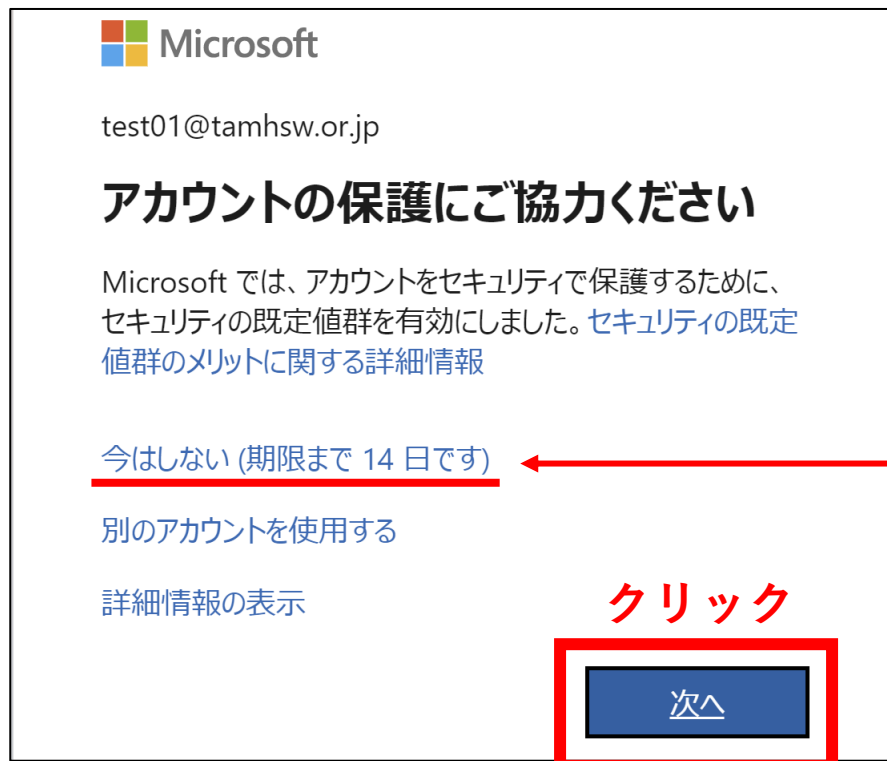 Microsoft
test01@tamhsw.or.jp
アカウントの保護にご協力ください
Microsoft では、アカウントをセキュリティで保護するために、
セキュリティの既定値群を有効にしました。セキュリティの既定
値群のメリットに関する詳細情報
今はしない (期限まで 14 日です)
別のアカウントを使用する
詳細情報の表示
クリック
次へ